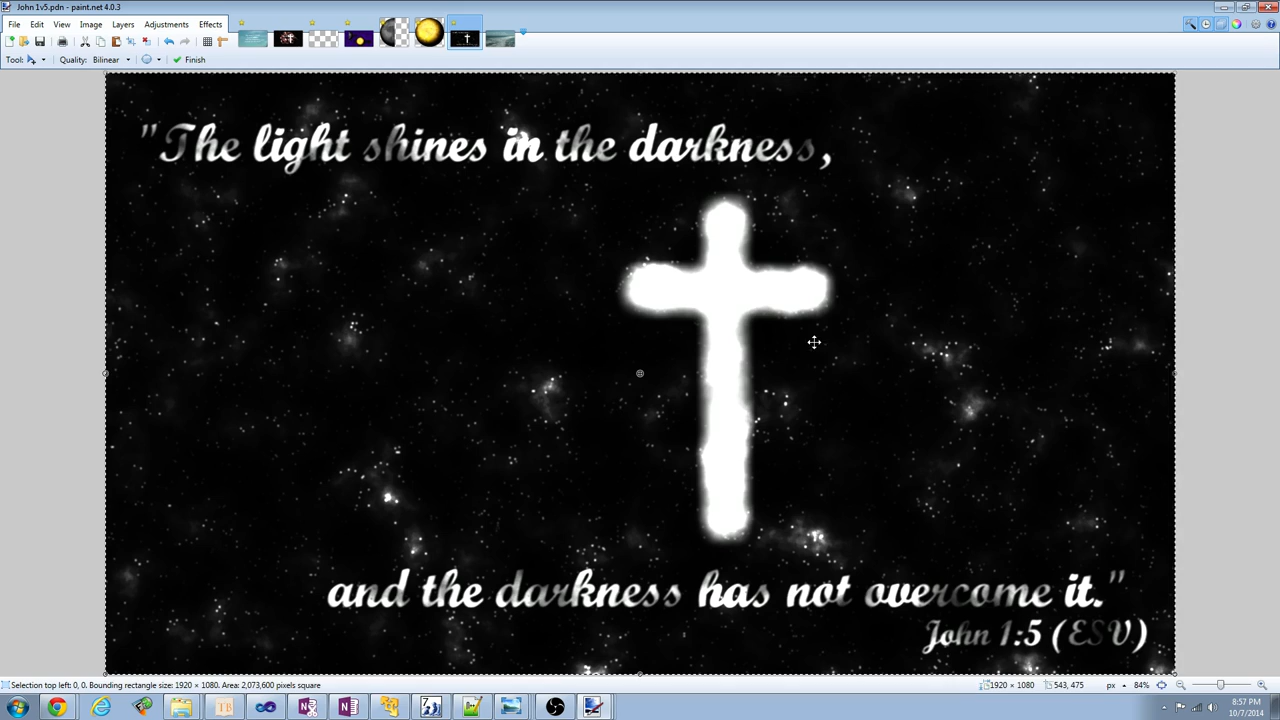 John 1v5.pdn - paint.net 4.0.3
File Edit View Image Layers Adjustments Effects
Tool: Quality: Bilinear Finish
"The light shines in the darkness,
and the darkness has not overcome it."
John 1:5 (ESV)
Selection top left: 0, 0. Bounding rectangle size: 1920 × 1080. Area: 2,073,600 pixels square 1920 × 1080 543, 475 px 84%
TB
8:57 PM
10/7/2014